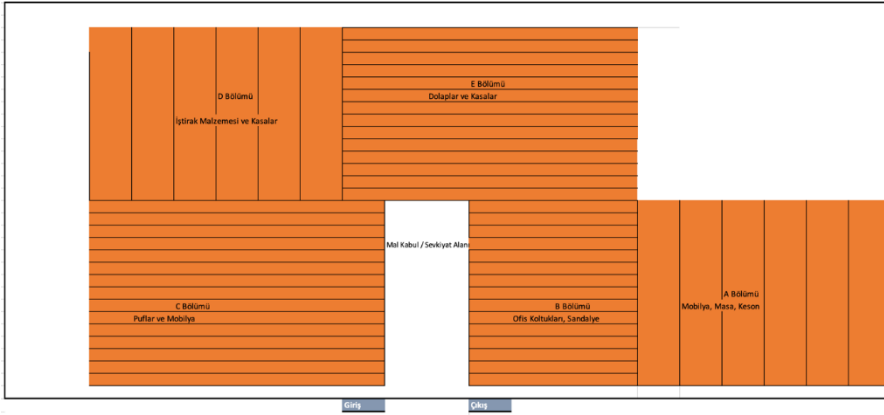 D Bölümü
İştirak Malzemesi ve Kasalar
E Bölümü
Dolaplar ve Kasalar
Mal Kabul / Sevkiyat Alanı
C Bölümü
Puflar ve Mobilya
B Bölümü
Ofis Koltukları, Sandalye
A Bölümü
Mobilya, Masa, Keson
Giriş
Çıkış